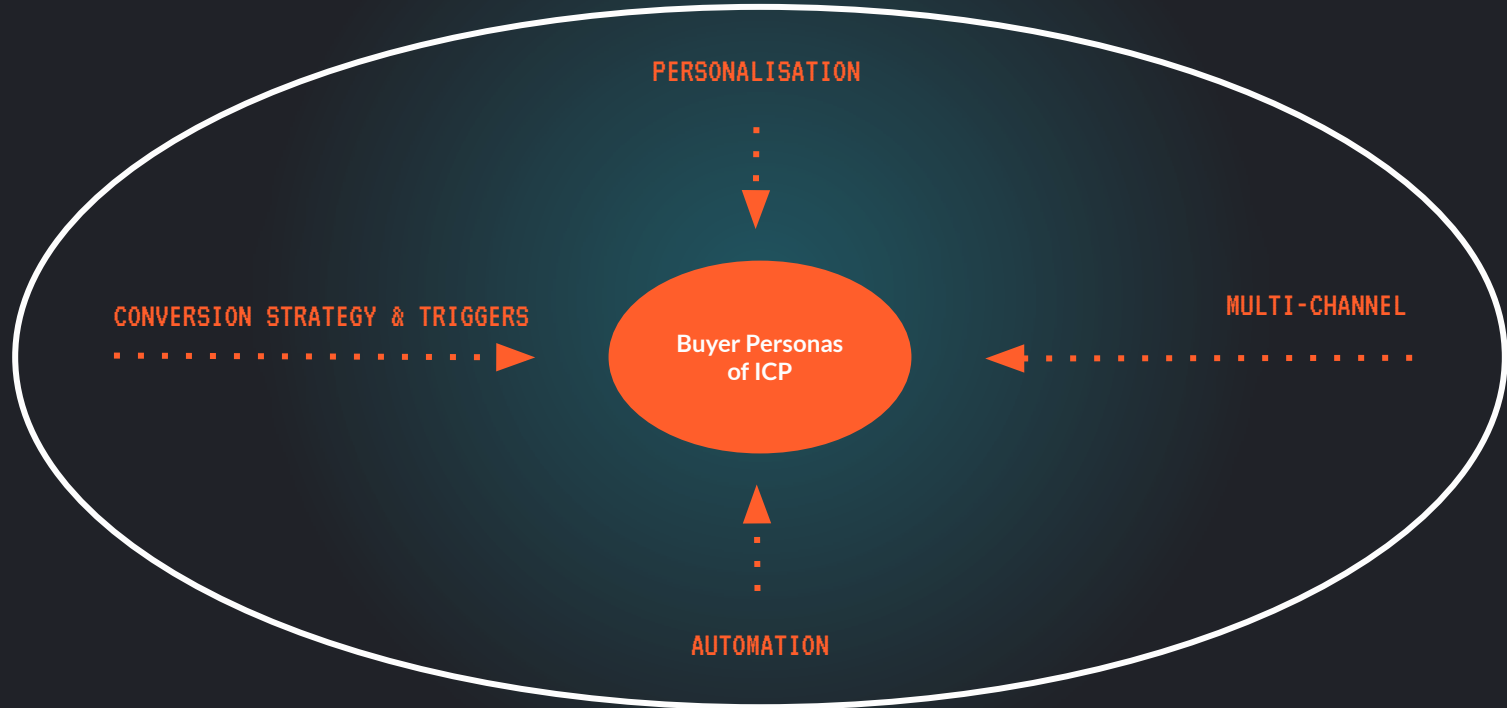 PERSONALISATION
CONVERSION STRATEGY & TRIGGERS
MULTI-CHANNEL
Buyer Personas
of ICP
AUTOMATION